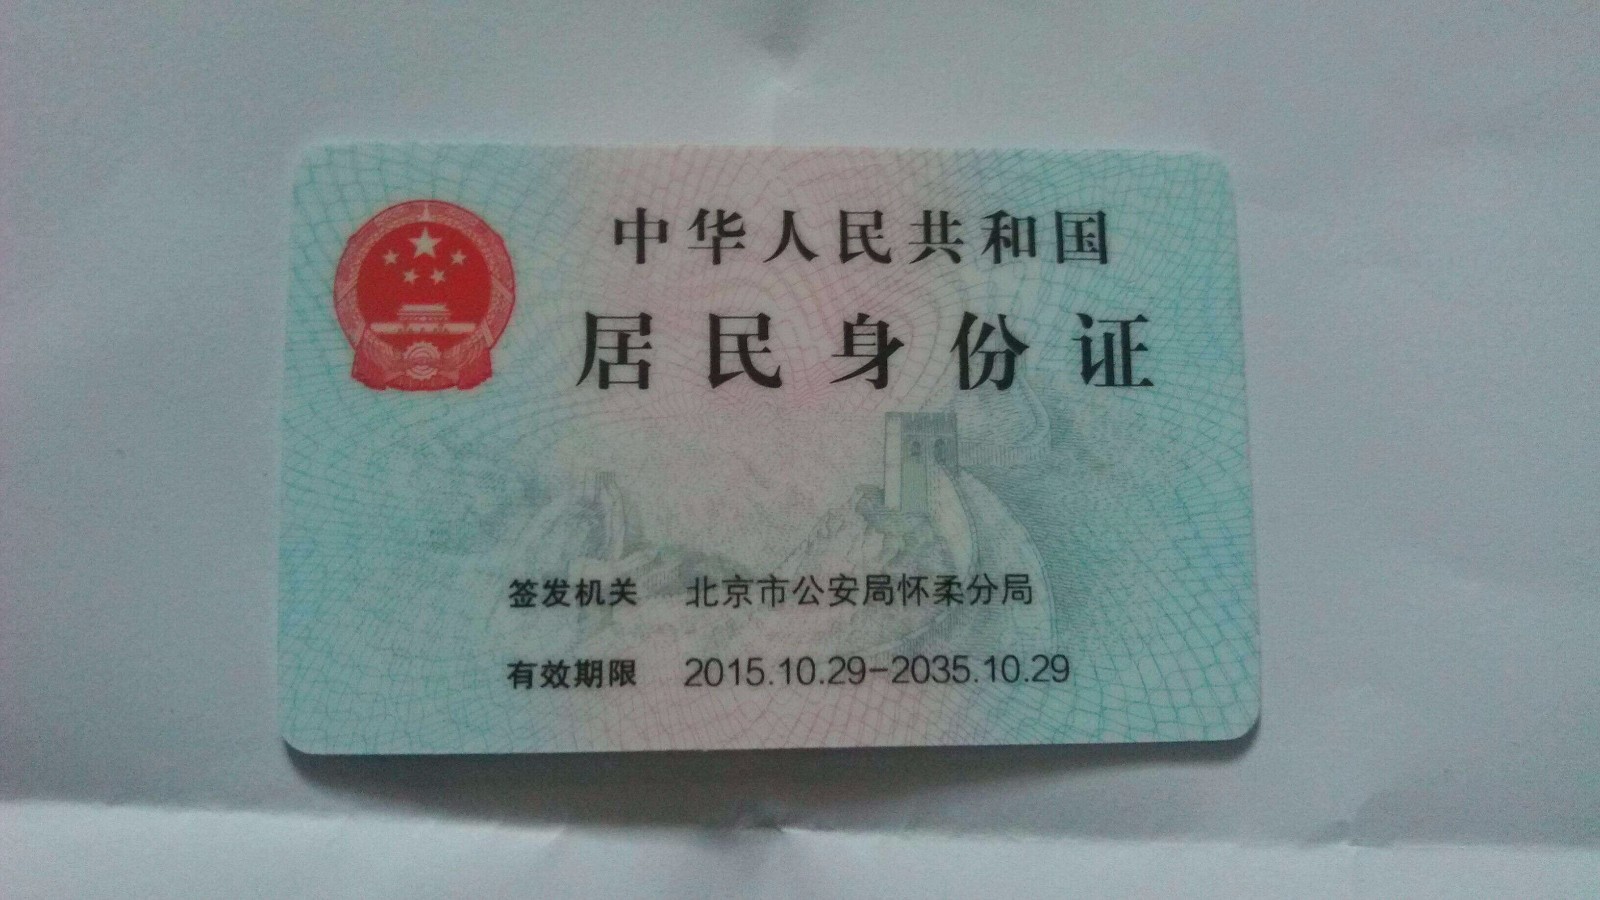 中华人民共和国
居民身份证
签发机关 北京市公安局怀柔分局
有效期限 2015.10.29-2035.10.29